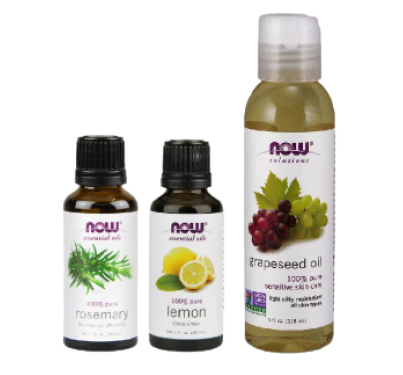 NOW
essential oils
100% pure
rosemary
NOW
essential oils
100% pure
lemon
NOW
solutions
grapeseed oil
100% pure
sensitive skin care
light silky moisturizer
all skin types